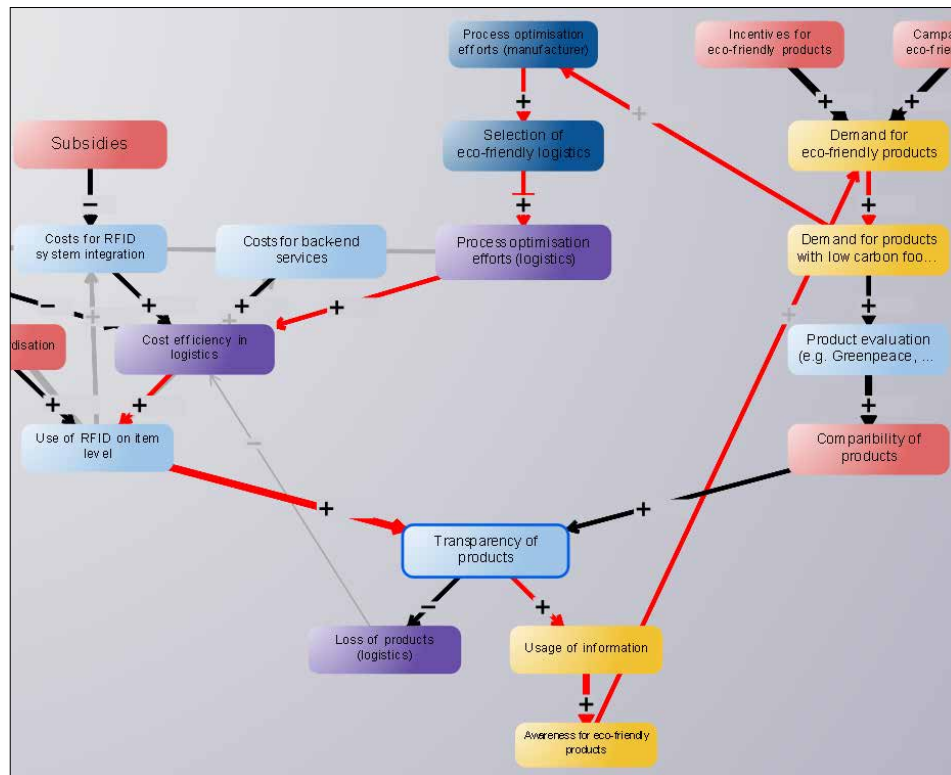 Process optimisation
efforts (manufacturer)
Incentives for
eco-friendly products
Campa
eco-frie
+
+
+
+
Subsidies
Selection of
eco-friendly logistics
Demand for
eco-friendly products
−
+
+
Costs for RFID
system integration
Costs for back-end
services
Process optimisation
efforts (logistics)
Demand for products
with low carbon foo...
−
+
+
+
+
+
+
+
disation
Cost efficiency in
logistics
Product evaluation
(e.g. Greenpeace, ...
+
+
+
Use of RFID on item
level
−
Comparibility of
products
+
+
Transparency of
products
−
+
Loss of products
(logistics)
Usage of information
+
Awareness for eco-friendly
products